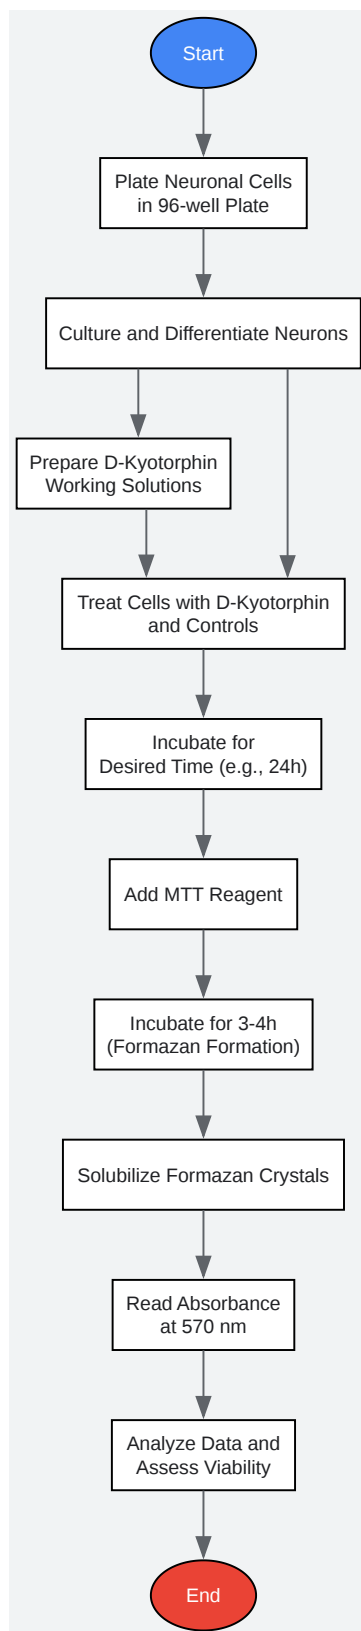 Start
Plate Neuronal Cells
in 96-well Plate
Culture and Differentiate Neurons
Prepare D-Kyotorphin
Working Solutions
Treat Cells with D-Kyotorphin
and Controls
Incubate for
Desired Time (e.g., 24h)
Add MTT Reagent
Incubate for 3-4h
(Formazan Formation)
Solubilize Formazan Crystals
Read Absorbance
at 570 nm
Analyze Data and
Assess Viability
End